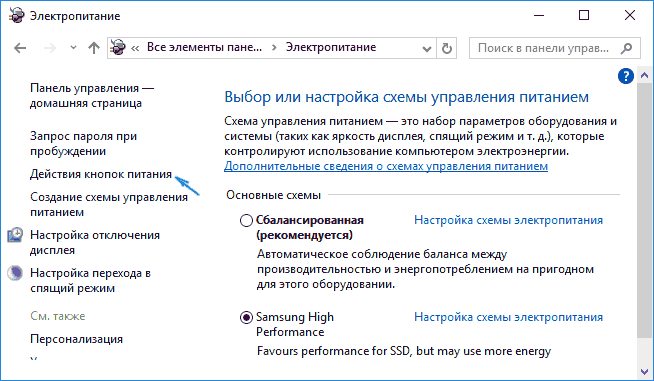 Электропитание
« Все элементы пане... > Электропитание
Поиск в панели управ...
?
Панель управления —
домашняя страница
Запрос пароля при
пробуждении
Действия кнопок питания
Создание схемы управления
питанием
Настройка отключения
дисплея
Настройка перехода в
спящий режим
См. также
Персонализация
Выбор или настройка схемы управления питанием
Схема управления питанием — это набор параметров оборудования и
системы (таких как яркость дисплея, спящий режим и т. д.), которые
контролируют использование компьютером электроэнергии.
Дополнительные сведения о схемах управления питанием
Основные схемы
Сбалансированная Настройка схемы электропитания
(рекомендуется)
Автоматическое соблюдение баланса между
производительностью и энергопотреблением на пригодном
для этого оборудовании.
Samsung High Настройка схемы электропитания
Performance
Favours performance for SSD, but may use more energy